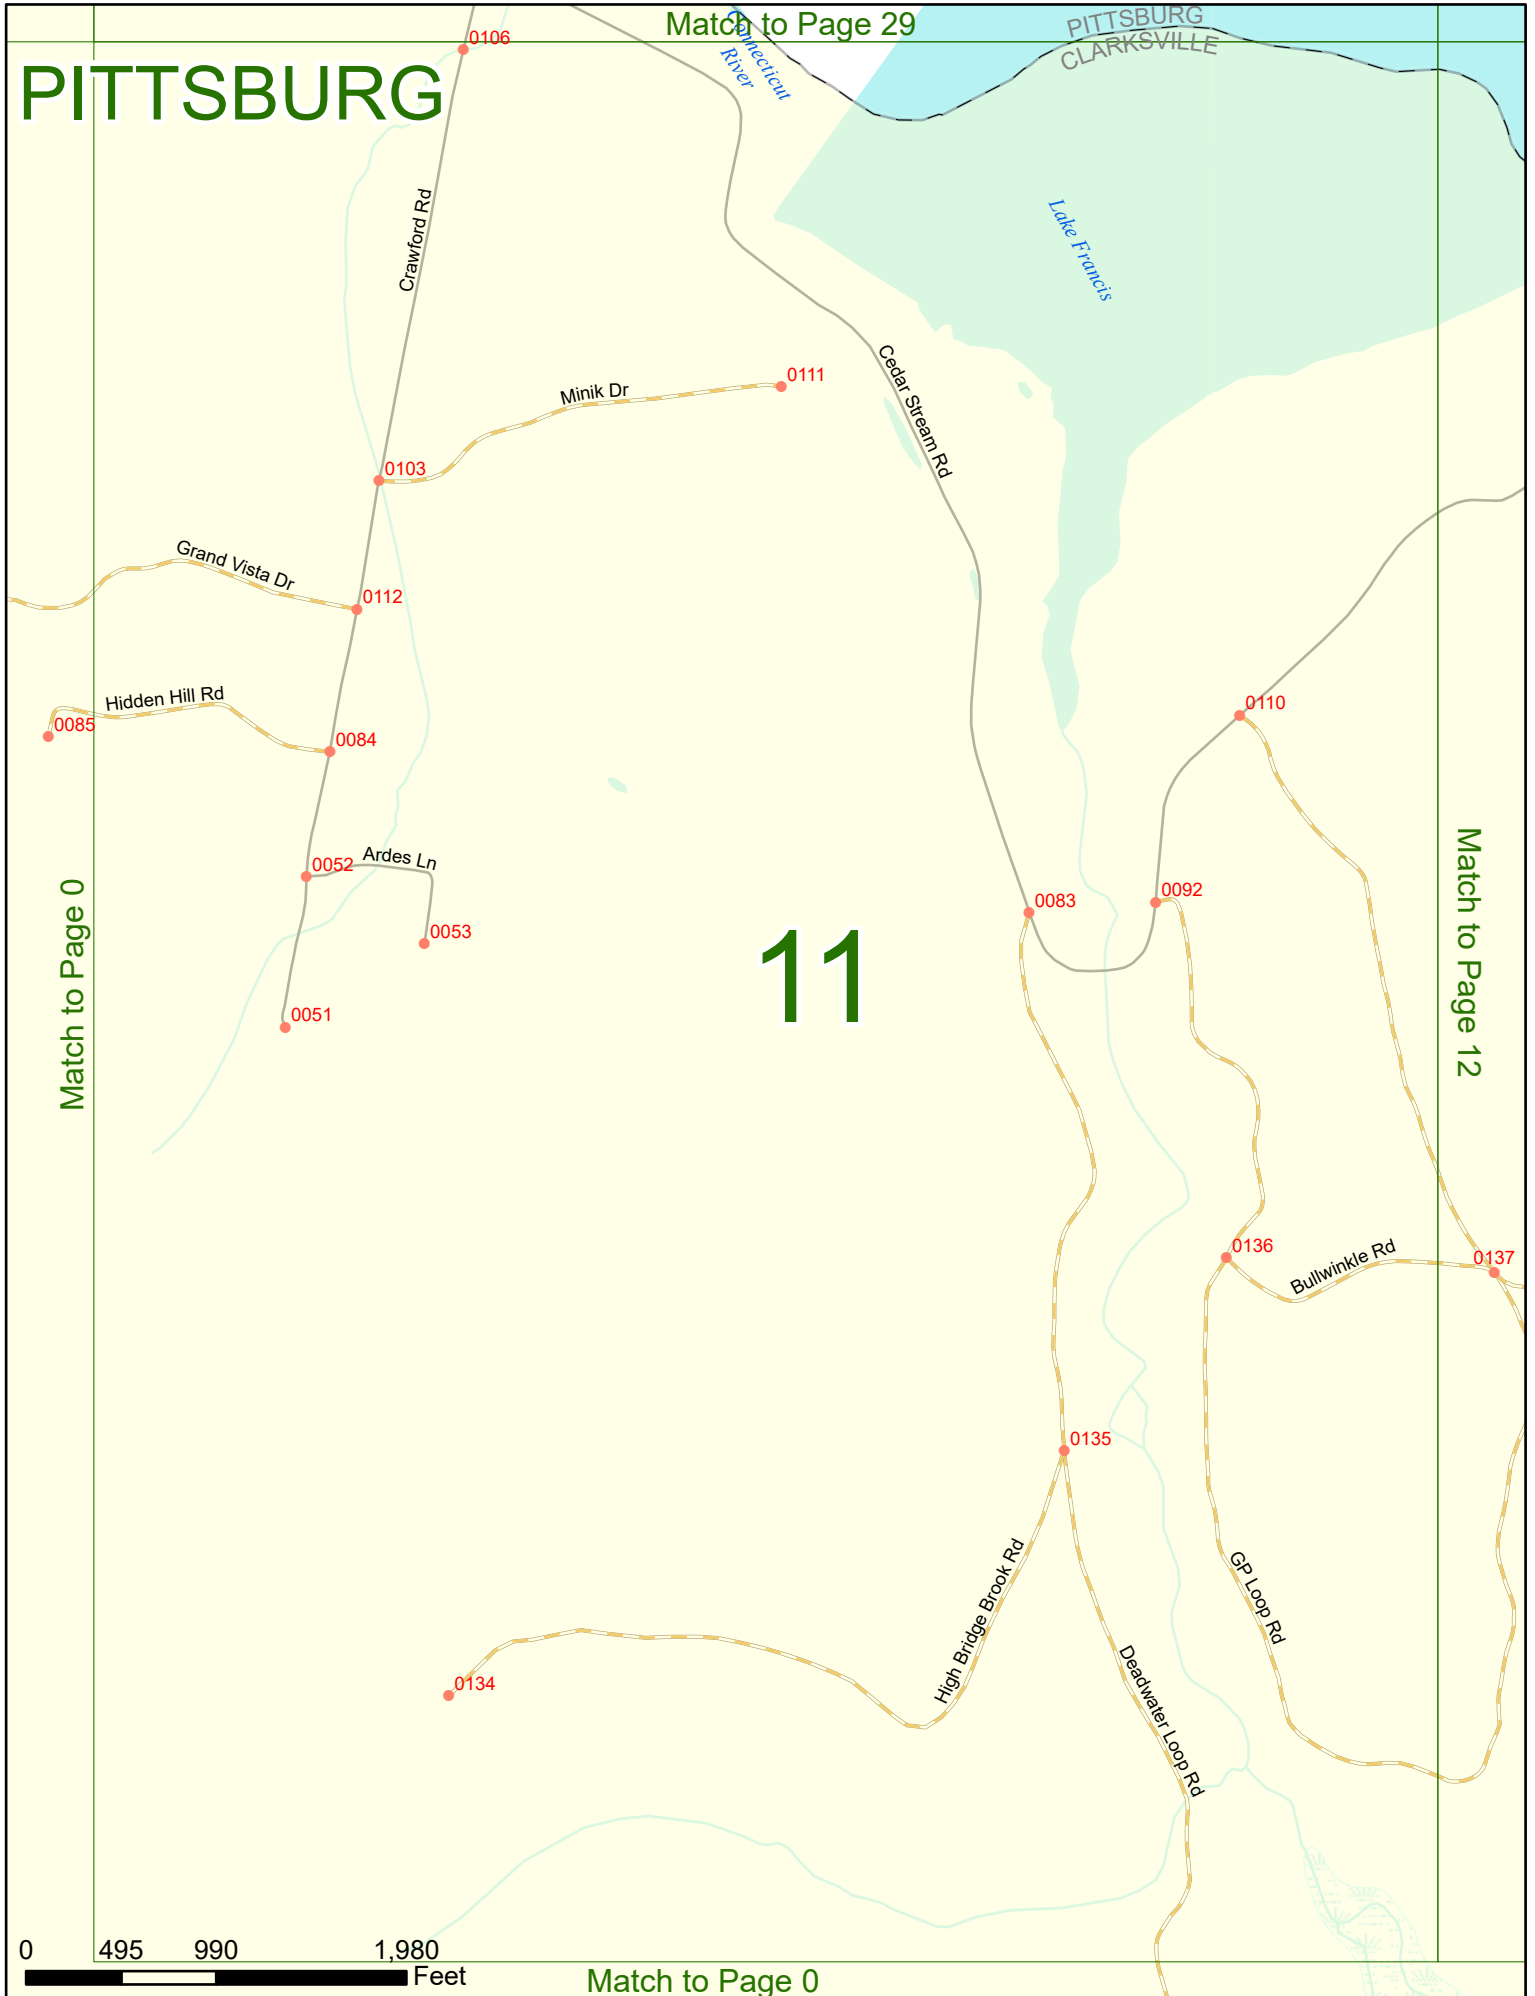 Match to Page 29
PITTSBURG
CLARKSVILLE
Connecticut
River
0106
PITTSBURG
Crawford Rd
Lake Francis
Cedar Stream Rd
0111
Minik Dr
0103
Grand Vista Dr
0112
Hidden Hill Rd
0085
0084
0110
0052
Ardes Ln
0053
0083
0092
Match to Page 0
11
Match to Page 12
0051
0136
Bullwinkle Rd
0137
0135
High Bridge Brook Rd
GP Loop Rd
Deadwater Loop Rd
0134
0 495 990 1,980
Feet
Match to Page 0